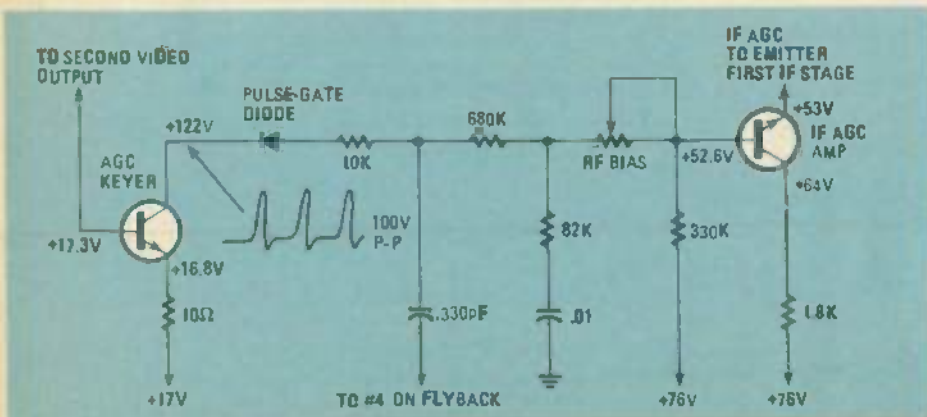 TO SECOND VIDEO
OUTPUT
PULSE-GATE
DIODE
IF AGC
TO EMITTER
FIRST IF STAGE
+122V
680K
+53V
IF AGC
AMP
AGC
KEYER
10K
RF BIAS
+52.6V
+64V
100V
P-P
+17.3V
82K
330K
+16.8V
10Ω
.330pF
.01
1.8K
+17V
TO #4 ON FLYBACK
+76V
+76V